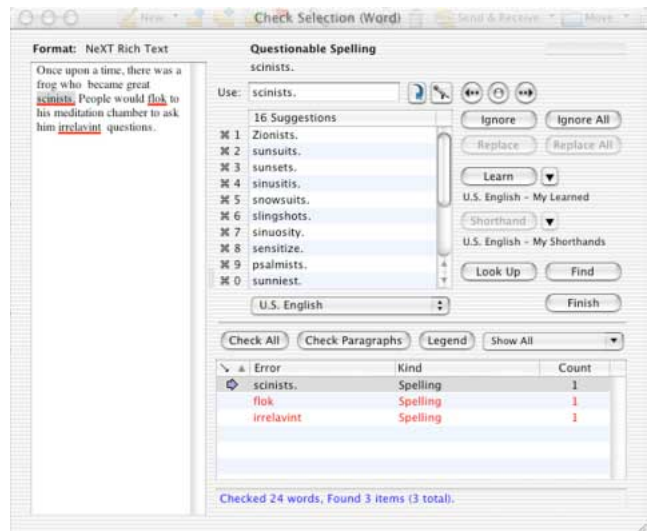 New
Check Selection (Word)
Send & Receive
Move
Format: NeXT Rich Text
Once upon a time, there was a
frog who became great
scinists. People would flok to
his meditation chamber to ask
him irrelavint questions.
Questionable Spelling
scinists.
Use: scinists.
16 Suggestions
⌘ 1 Zionists.
⌘ 2 sunsuits.
⌘ 3 sunsets.
⌘ 4 sinusitis.
⌘ 5 snowsuits.
⌘ 6 slingshots.
⌘ 7 sinuosity.
⌘ 8 sensitize.
⌘ 9 psalmists.
⌘ 0 sunniest.
U.S. English
Ignore Ignore All
Replace Replace All
Learn
U.S. English - My Learned
Shorthand
U.S. English - My Shorthands
Look Up Find
Finish
Check All Check Paragraphs Legend Show All
Error Kind Count
scinists. Spelling 1
flok Spelling 1
irrelavint Spelling 1
Checked 24 words, Found 3 items (3 total).